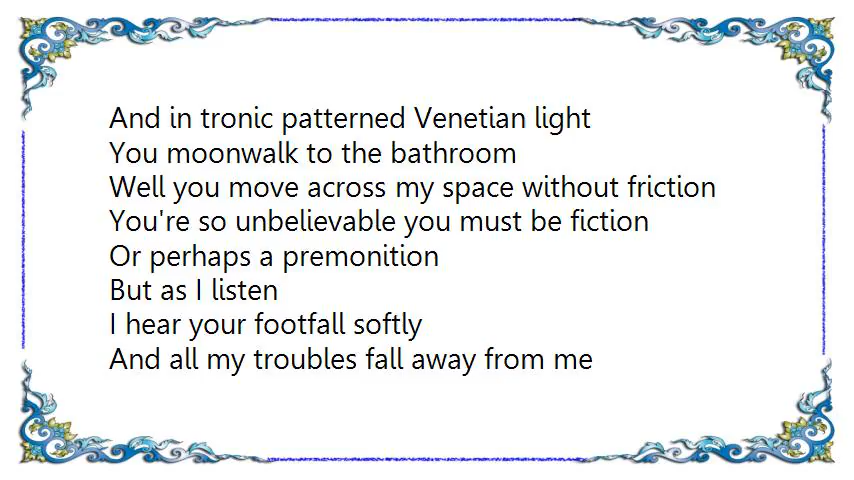 And in tronic patterned Venetian light
You moonwalk to the bathroom
Well you move across my space without friction
You're so unbelievable you must be fiction
Or perhaps a premonition
But as I listen
I hear your footfall softly
And all my troubles fall away from me